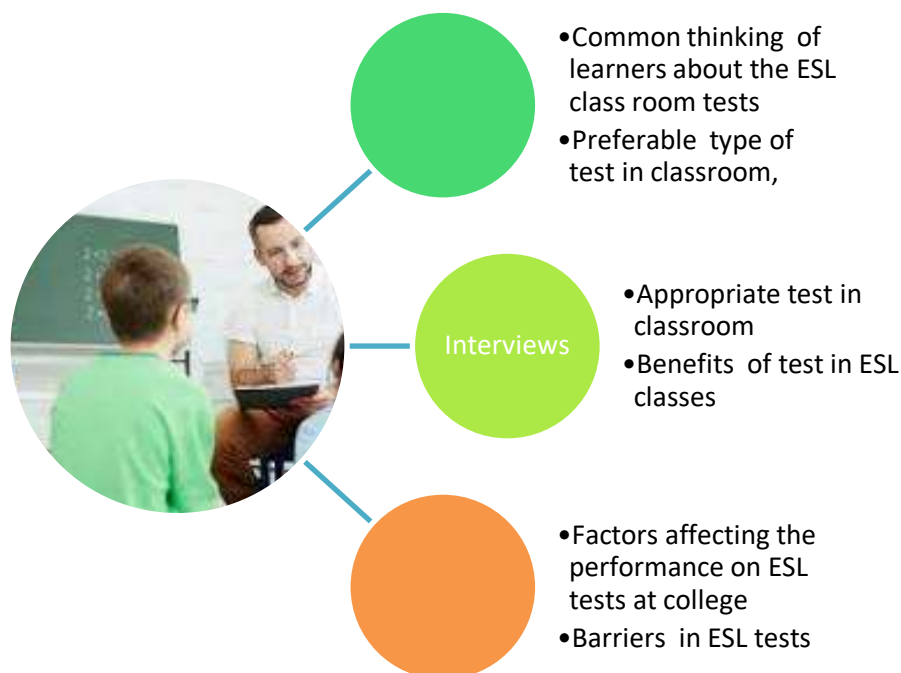 •Common thinking of
learners about the ESL
class room tests
•Preferable type of
test in classroom,
Interviews
•Appropriate test in
classroom
•Benefits of test in ESL
classes
•Factors affecting the
performance on ESL
tests at college
•Barriers in ESL tests